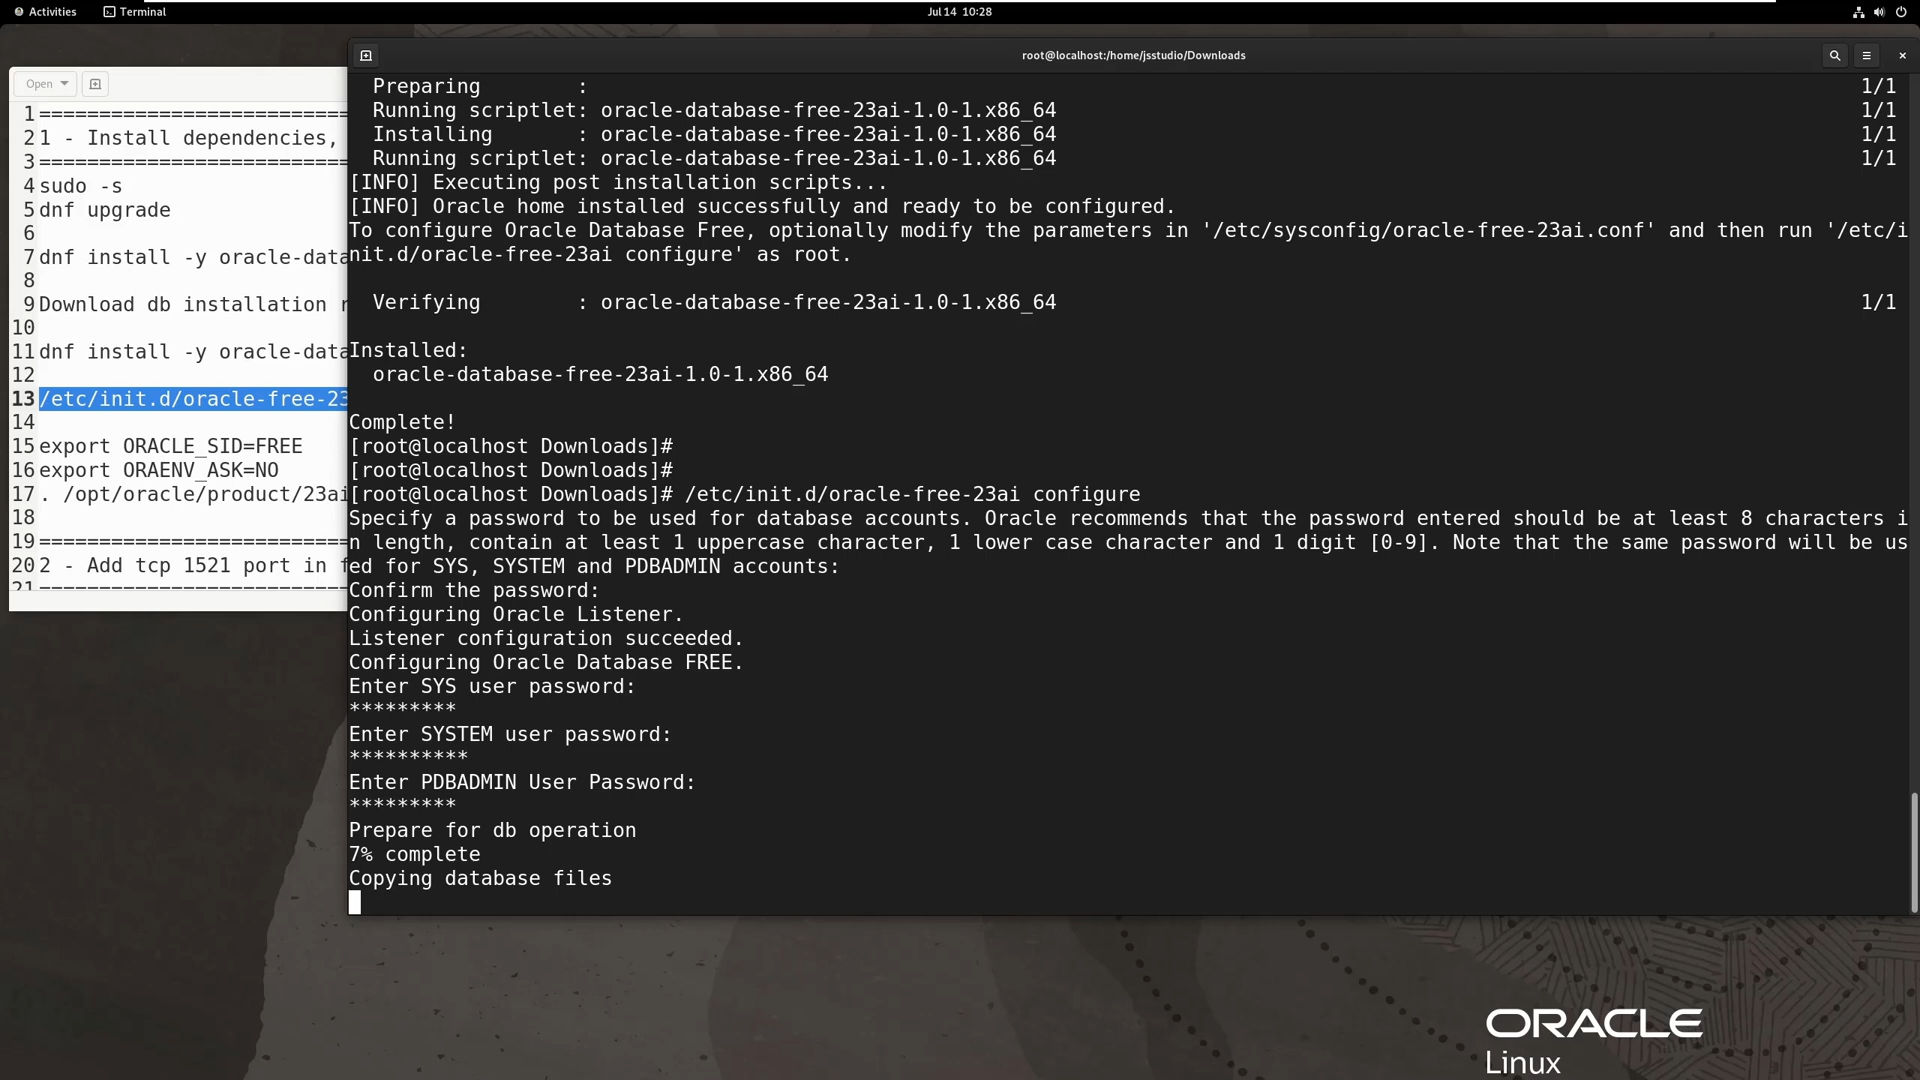 Activities
Terminal
Jul 14 10:28
root@localhost:/home/jsstudio/Downloads
Open
1 ==========================
2 1 - Install dependencies,
3 ==========================
4 sudo -s
5 dnf upgrade
6
7 dnf install -y oracle-data
8
9 Download db installation r
10
11 dnf install -y oracle-data
12
13 /etc/init.d/oracle-free-23
14
15 export ORACLE_SID=FREE
16 export ORAENV_ASK=NO
17 . /opt/oracle/product/23ai
18
19 ==========================
20 2 - Add tcp 1521 port in f
21 ==========================
Preparing        : 1/1
Running scriptlet: oracle-database-free-23ai-1.0-1.x86_64 1/1
Installing       : oracle-database-free-23ai-1.0-1.x86_64 1/1
Running scriptlet: oracle-database-free-23ai-1.0-1.x86_64 1/1
[INFO] Executing post installation scripts...
[INFO] Oracle home installed successfully and ready to be configured.
To configure Oracle Database Free, optionally modify the parameters in '/etc/sysconfig/oracle-free-23ai.conf' and then run '/etc/i
nit.d/oracle-free-23ai configure' as root.
Verifying        : oracle-database-free-23ai-1.0-1.x86_64 1/1
Installed:
oracle-database-free-23ai-1.0-1.x86_64
Complete!
[root@localhost Downloads]#
[root@localhost Downloads]#
[root@localhost Downloads]# /etc/init.d/oracle-free-23ai configure
Specify a password to be used for database accounts. Oracle recommends that the password entered should be at least 8 characters i
n length, contain at least 1 uppercase character, 1 lower case character and 1 digit [0-9]. Note that the same password will be us
ed for SYS, SYSTEM and PDBADMIN accounts:
Confirm the password:
Configuring Oracle Listener.
Listener configuration succeeded.
Configuring Oracle Database FREE.
Enter SYS user password:
*********
Enter SYSTEM user password:
**********
Enter PDBADMIN User Password:
*********
Prepare for db operation
7% complete
Copying database files
ORACLE
Linux